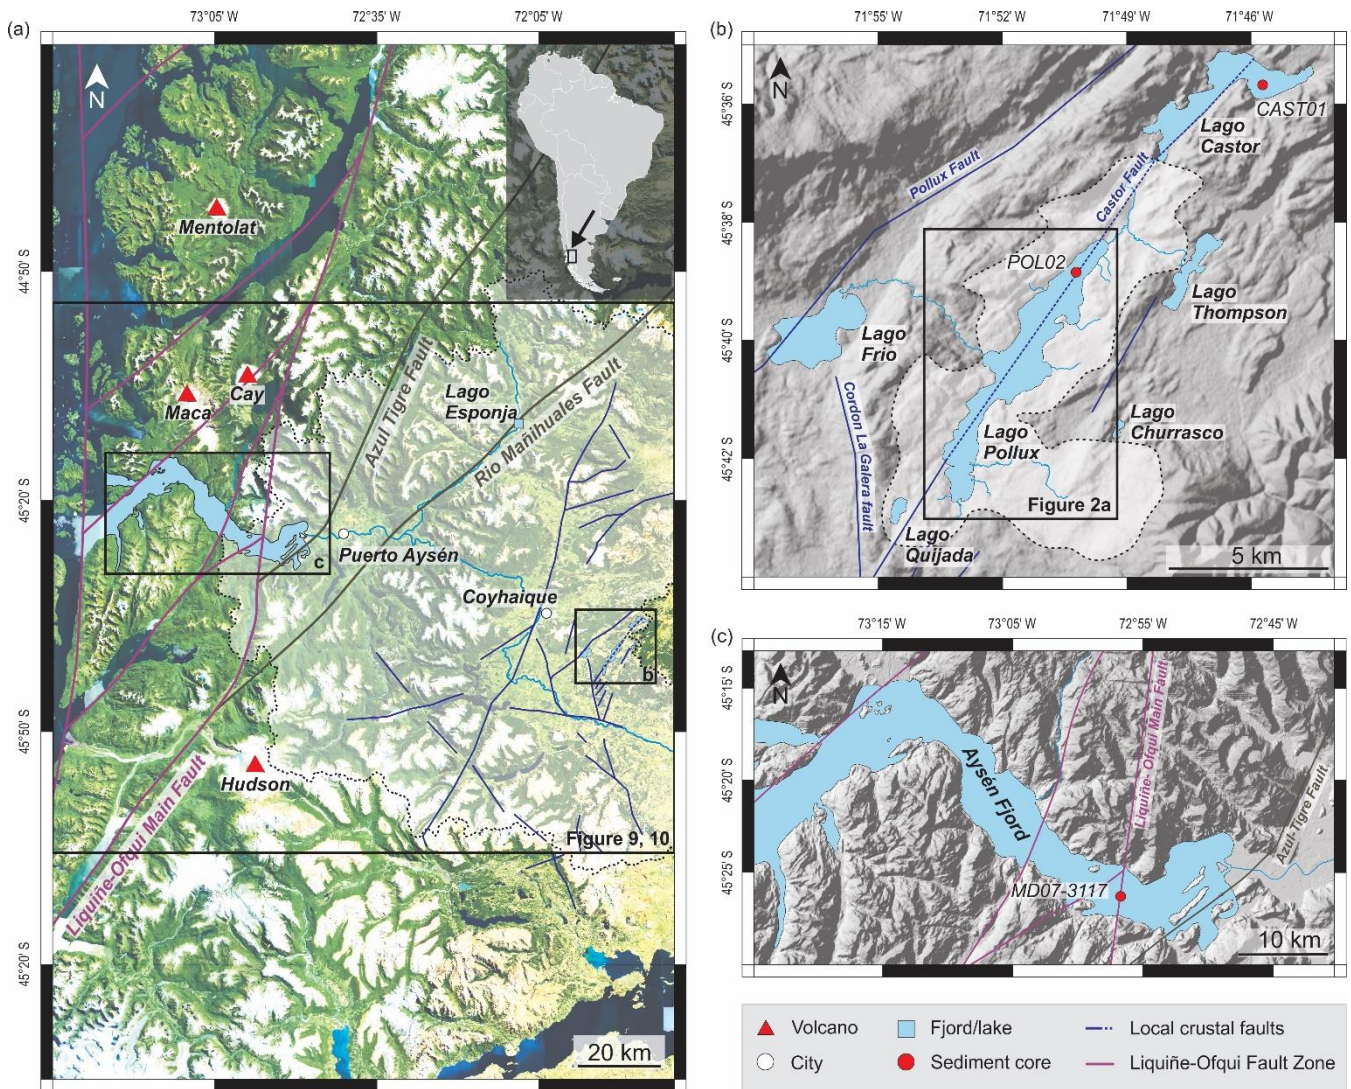 (a)
73°05' W
72°35' W
72°05' W
N
Mentolat
44°50' S
Cay
Maca
Lago
Esponja
Azul Tigre Fault
Rio Mañihuales Fault
45°20' S
c
Puerto Aysén
Coyhaique
b
45°50' S
Hudson
Liquiñe-Ofqui Main Fault
Figure 9, 10
45°20' S
20 km
(b)
71°55' W
71°52' W
71°49' W
71°46' W
N
45°36' S
CAST01
Lago
Castor
Pollux Fault
Castor Fault
45°38' S
POL02
Lago
Thompson
Lago
Frio
45°40' S
Cordon La Galera fault
Lago
Churrasco
Lago
Pollux
45°42' S
Figure 2a
Lago
Quijada
5 km
(c)
73°15' W
73°05' W
72°55' W
72°45' W
N
45°15' S
Liquiñe-Ofqui Main Fault
Aysén Fjord
45°20' S
Azul-Tigre Fault
45°25' S
MD07-3117
10 km
Volcano
Fjord/lake
Local crustal faults
City
Sediment core
Liquiñe-Ofqui Fault Zone